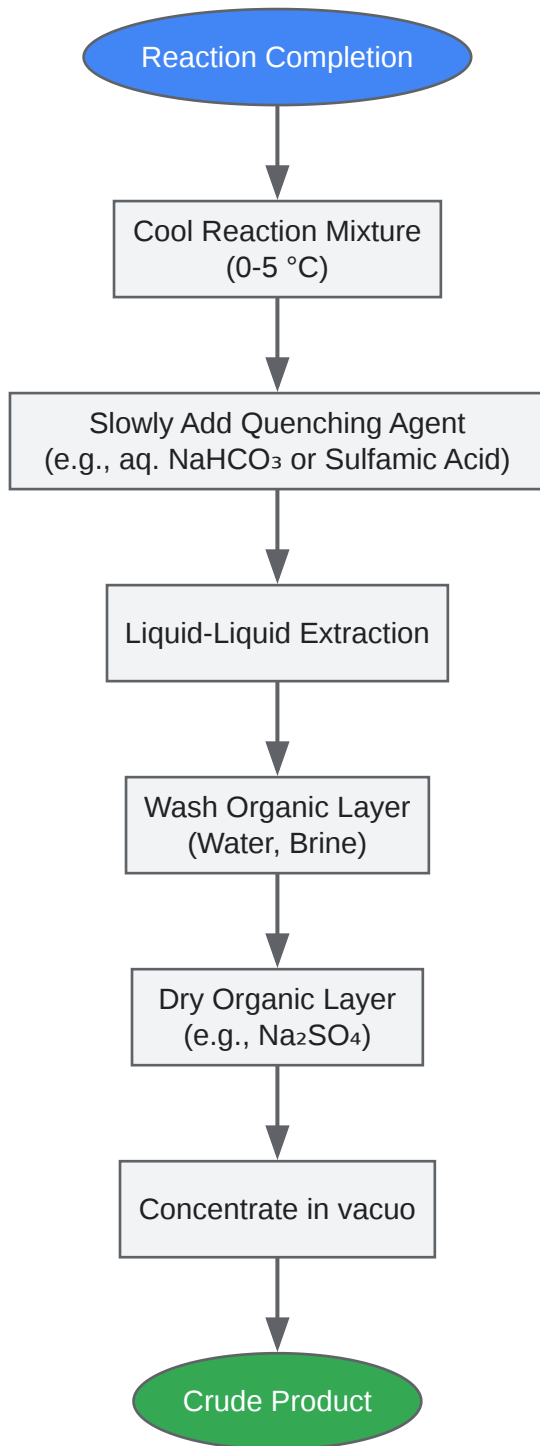 Reaction Completion
Cool Reaction Mixture
(0-5 °C)
Slowly Add Quenching Agent
(e.g., aq. NaHCO₃ or Sulfamic Acid)
Liquid-Liquid Extraction
Wash Organic Layer
(Water, Brine)
Dry Organic Layer
(e.g., Na₂SO₄)
Concentrate in vacuo
Crude Product